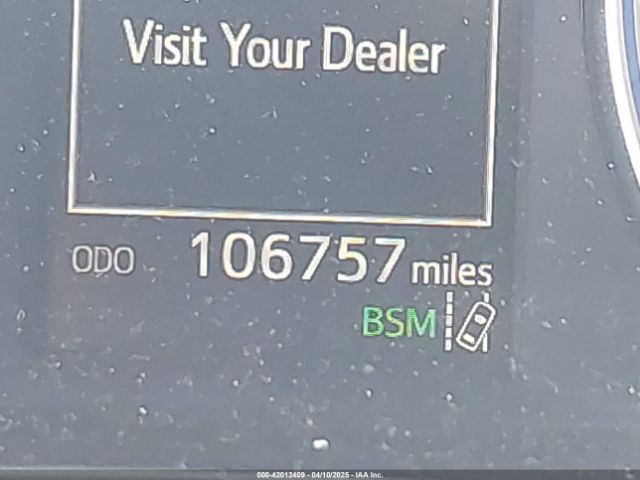 Visit Your Dealer
ODO 106757 miles
BSM
000-42012409 - 04/10/2025 - IAA Inc.